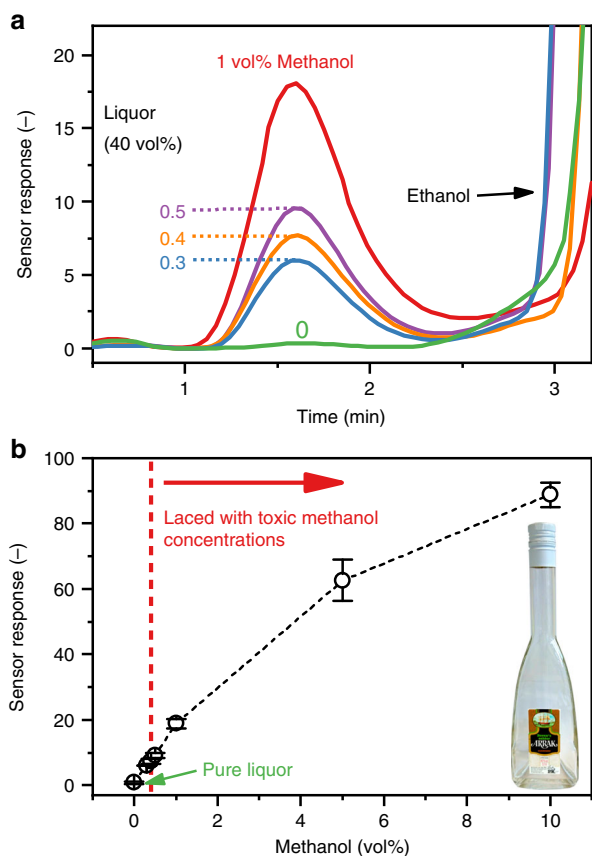 a
20
15
10
5
0
Sensor response (–)
1 vol% Methanol
Liquor
(40 vol%)
0.5
0.4
0.3
0
Ethanol
1
2
3
Time (min)
b
100
80
60
40
20
0
Sensor response (–)
Laced with toxic methanol
concentrations
Pure liquor
ARRAK
0
2
4
6
8
10
Methanol (vol%)